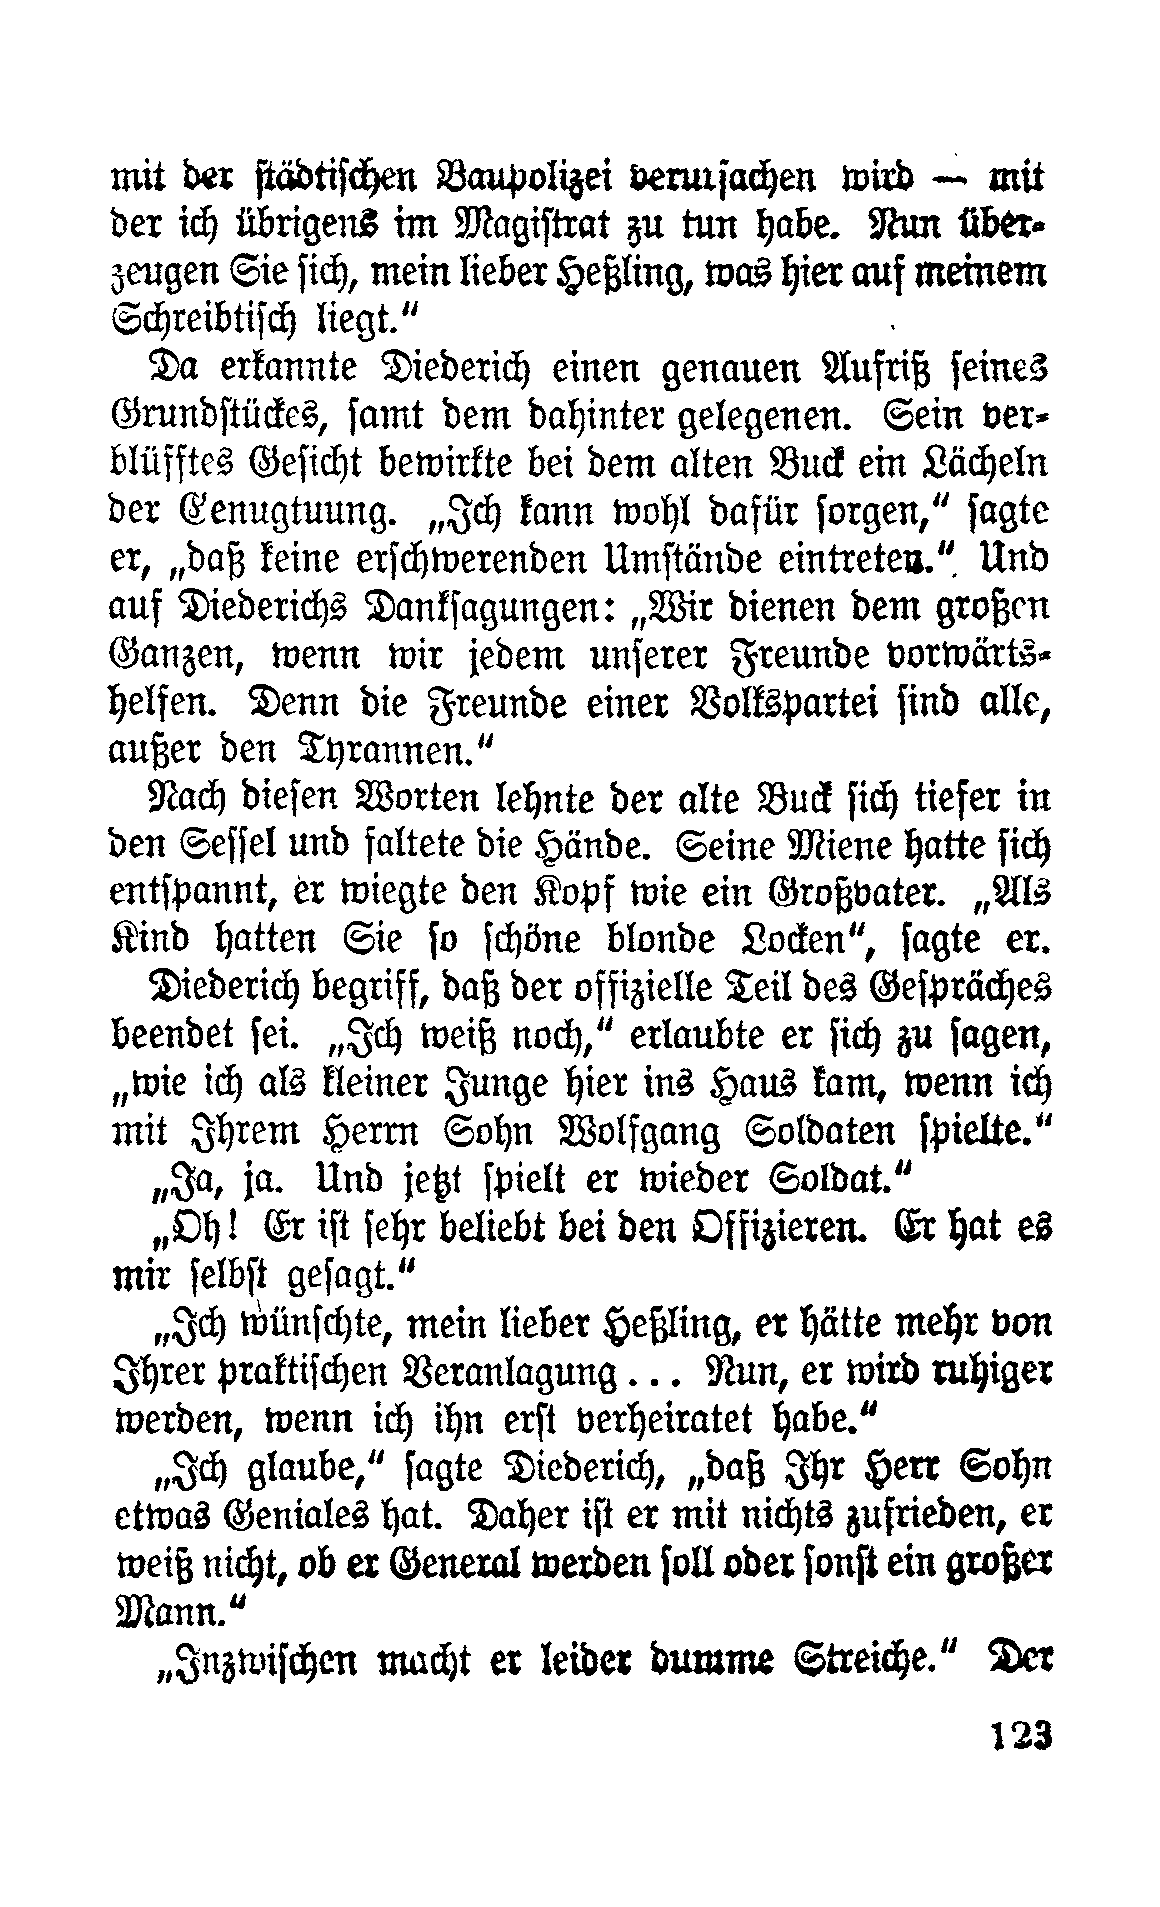 mit der ſtädtiſchen Baupolizei verurſachen wird — mit
der ich übrigens im Magiſtrat zu tun habe. Nun über-
zeugen Sie ſich, mein lieber Heßling, was hier auf meinem
Schreibtiſch liegt.“
Da erkannte Diederich einen genauen Aufriß ſeines
Grundſtückes, ſamt dem dahinter gelegenen. Sein ver-
blüfftes Geſicht bewirkte bei dem alten Buck ein Lächeln
der Genugtuung. „Ich kann wohl dafür ſorgen,“ ſagte
er, „daß keine erſchwerenden Umſtände eintreten.“ Und
auf Diederichs Dankſagungen: „Wir dienen dem großen
Ganzen, wenn wir jedem unſerer Freunde vorwärts-
helfen. Denn die Freunde einer Volkspartei ſind alle,
außer den Tyrannen.“
Nach dieſen Worten lehnte der alte Buck ſich tiefer in
den Seſſel und faltete die Hände. Seine Miene hatte ſich
entſpannt, er wiegte den Kopf wie ein Großvater. „Als
Kind hatten Sie ſo ſchöne blonde Locken“, ſagte er.
Diederich begriff, daß der offizielle Teil des Geſpräches
beendet ſei. „Ich weiß noch,“ erlaubte er ſich zu ſagen,
„wie ich als kleiner Junge hier ins Haus kam, wenn ich
mit Ihrem Herrn Sohn Wolfgang Soldaten ſpielte.“
„Ja, ja. Und jetzt ſpielt er wieder Soldat.“
„Oh! Er iſt ſehr beliebt bei den Offizieren. Er hat es
mir ſelbſt geſagt.“
„Ich wünſchte, mein lieber Heßling, er hätte mehr von
Ihrer praktiſchen Veranlagung... Nun, er wird ruhiger
werden, wenn ich ihn erſt verheiratet habe.“
„Ich glaube,“ ſagte Diederich, „daß Ihr Herr Sohn
etwas Geniales hat. Daher iſt er mit nichts zufrieden, er
weiß nicht, ob er General werden ſoll oder ſonſt ein großer
Mann.“
„Inzwiſchen macht er leider dumme Streiche.“ Der
123